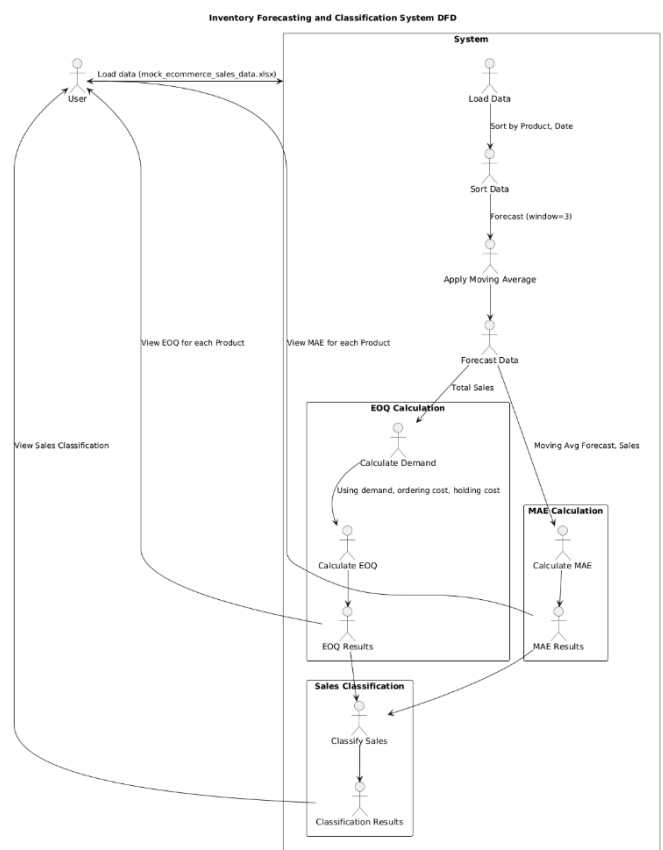 Inventory Forecasting and Classification System DFD
System
Load data (mock_ecommerce_sales_data.xlsx)
User
Load Data
Sort by Product, Date
Sort Data
Forecast (window=3)
Apply Moving Average
View EOQ for each Product
View MAE for each Product
Forecast Data
Total Sales
EOQ Calculation
View Sales Classification
Moving Avg Forecast, Sales
Calculate Demand
Using demand, ordering cost, holding cost
MAE Calculation
Calculate EOQ
Calculate MAE
EOQ Results
MAE Results
Sales Classification
Classify Sales
Classification Results